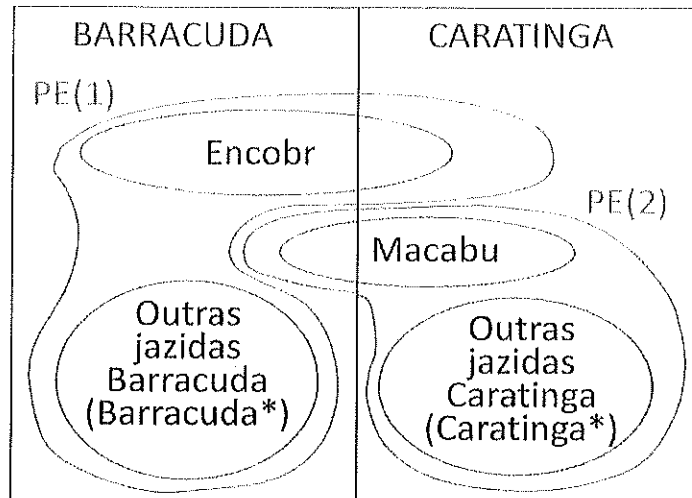 BARRACUDA
CARATINGA
PE(1)
Encobr
PE(2)
Macabu
Outras
jazidas
Barracuda
(Barracuda*)
Outras
jazidas
Caratinga
(Caratinga*)